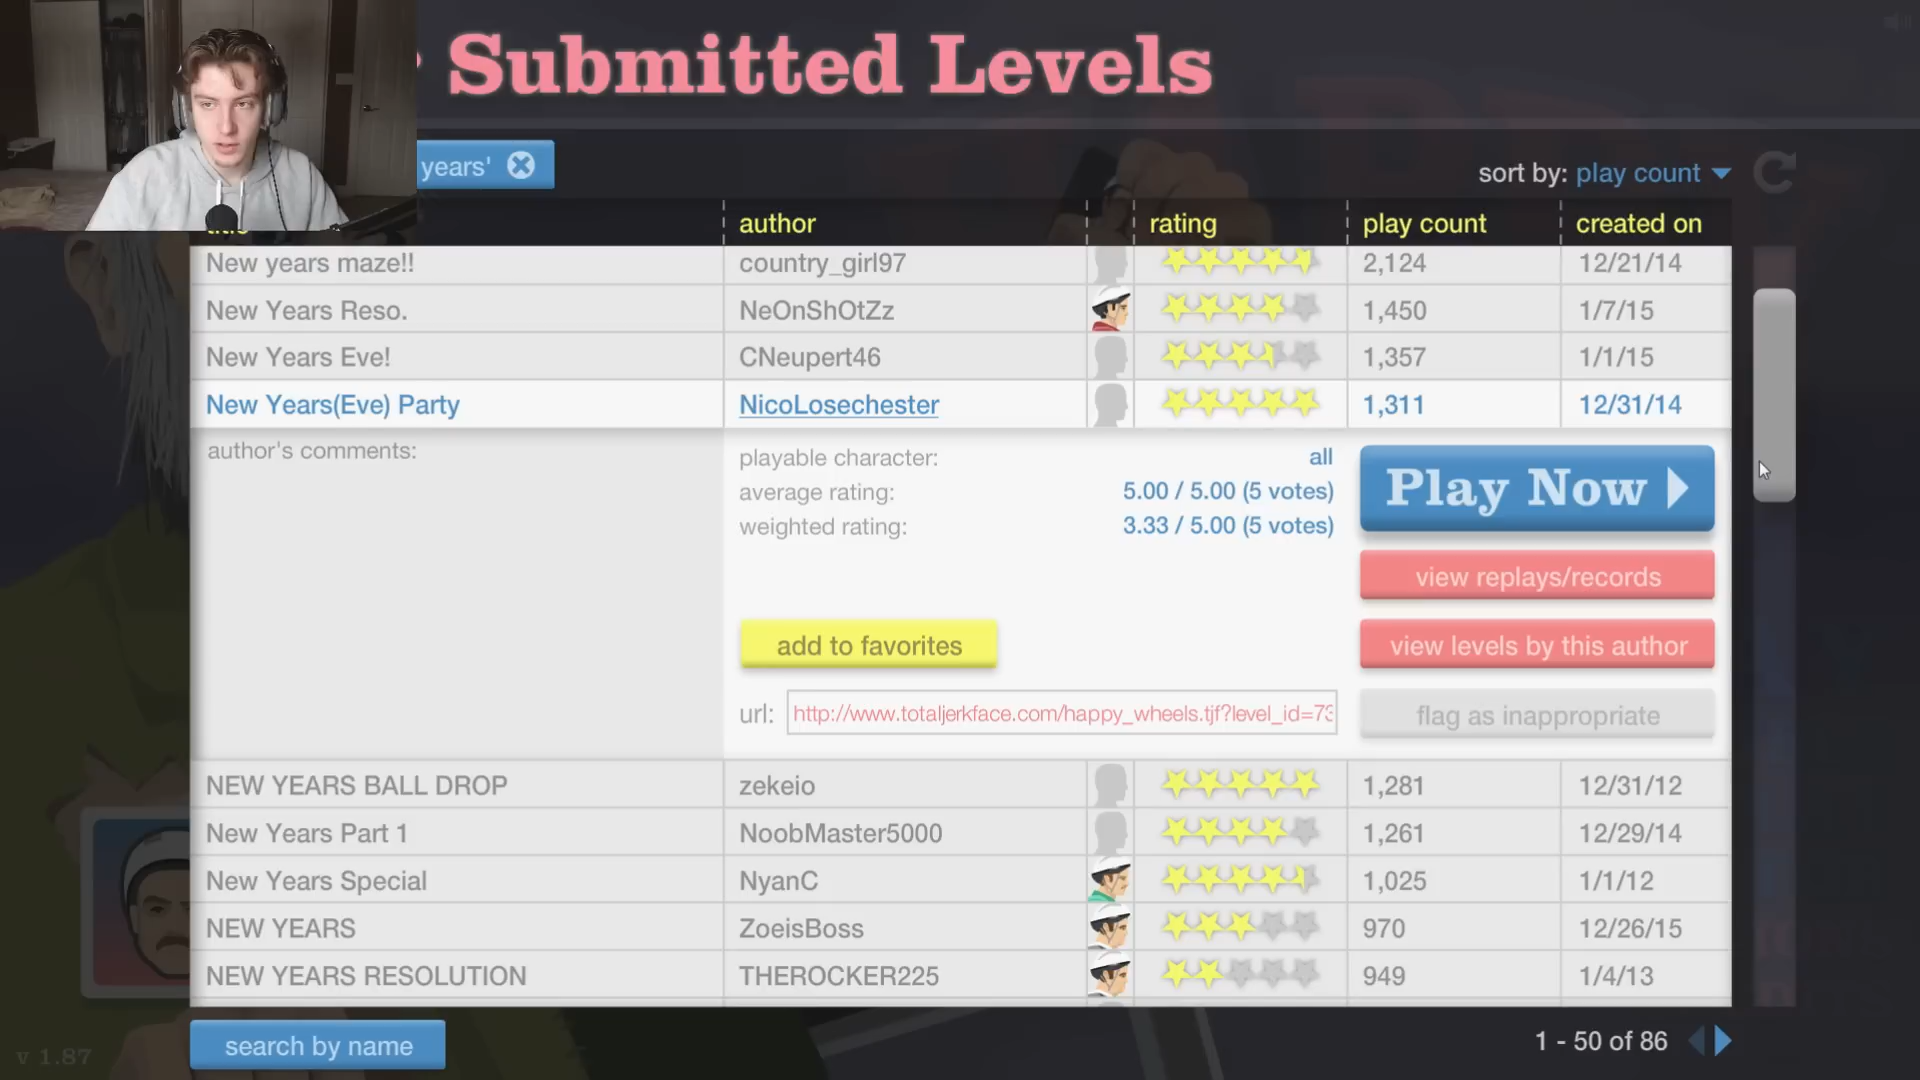 Submitted Levels
years'
sort by: play count
author rating play count created on
New years maze!! country_girl97 2,124 12/21/14
New Years Reso. NeOnShOtZz 1,450 1/7/15
New Years Eve! CNeupert46 1,357 1/1/15
New Years(Eve) Party NicoLosechester 1,311 12/31/14
author's comments:
playable character: all
average rating: 5.00 / 5.00 (5 votes)
weighted rating: 3.33 / 5.00 (5 votes)
Play Now
view replays/records
add to favorites
view levels by this author
url: http://www.totaljerkface.com/happy_wheels.tjf?level_id=73
flag as inappropriate
NEW YEARS BALL DROP zekeio 1,281 12/31/12
New Years Part 1 NoobMaster5000 1,261 12/29/14
New Years Special NyanC 1,025 1/1/12
NEW YEARS ZoeisBoss 970 12/26/15
NEW YEARS RESOLUTION THEROCKER225 949 1/4/13
search by name
1 - 50 of 86
v 1.87